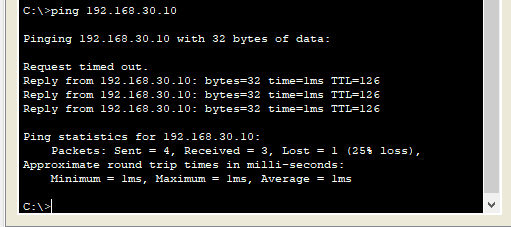 C:\>ping 192.168.30.10
Pinging 192.168.30.10 with 32 bytes of data:
Request timed out.
Reply from 192.168.30.10: bytes=32 time=1ms TTL=126
Reply from 192.168.30.10: bytes=32 time=1ms TTL=126
Reply from 192.168.30.10: bytes=32 time=1ms TTL=126
Ping statistics for 192.168.30.10:
Packets: Sent = 4, Received = 3, Lost = 1 (25% loss),
Approximate round trip times in milli-seconds:
Minimum = 1ms, Maximum = 1ms, Average = 1ms
C:\>